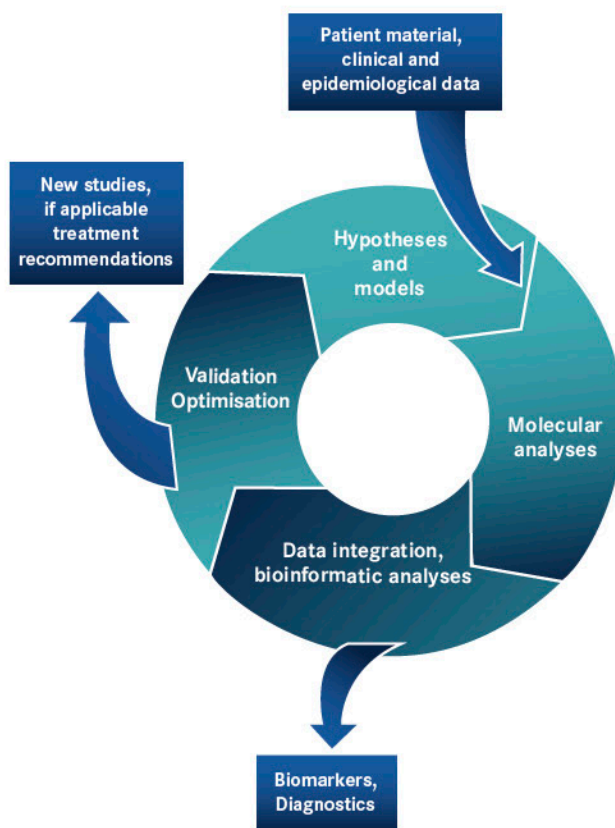 Patient material,
clinical and
epidemiological data
New studies,
if applicable
treatment
recommendations
Hypotheses
and
models
Validation
Optimisation
Molecular
analyses
Data integration,
bioinformatic analyses
Biomarkers,
Diagnostics